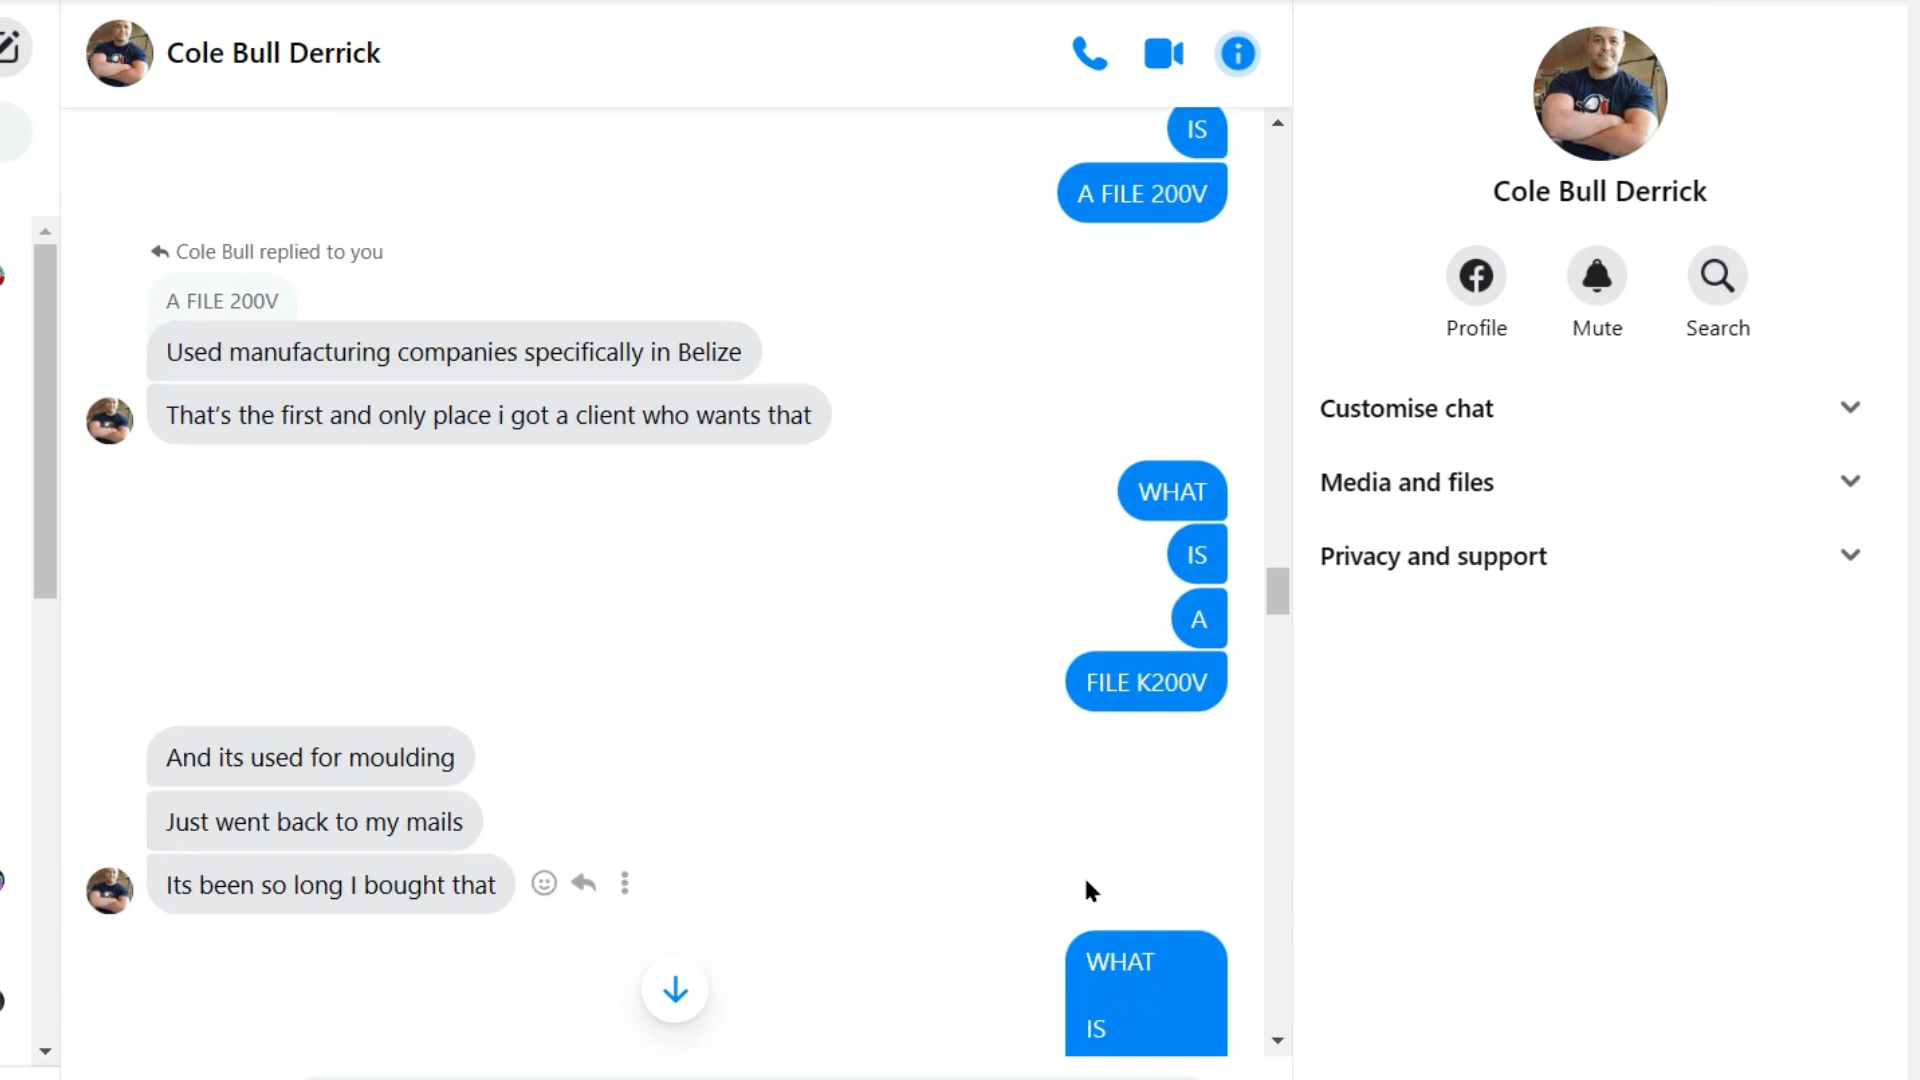 Cole Bull Derrick
IS
A FILE 200V
Cole Bull replied to you
A FILE 200V
Used manufacturing companies specifically in Belize
That's the first and only place i got a client who wants that
WHAT
IS
A
FILE K200V
And its used for moulding
Just went back to my mails
Its been so long I bought that
WHAT
IS
Cole Bull Derrick
Profile
Mute
Search
Customise chat
Media and files
Privacy and support